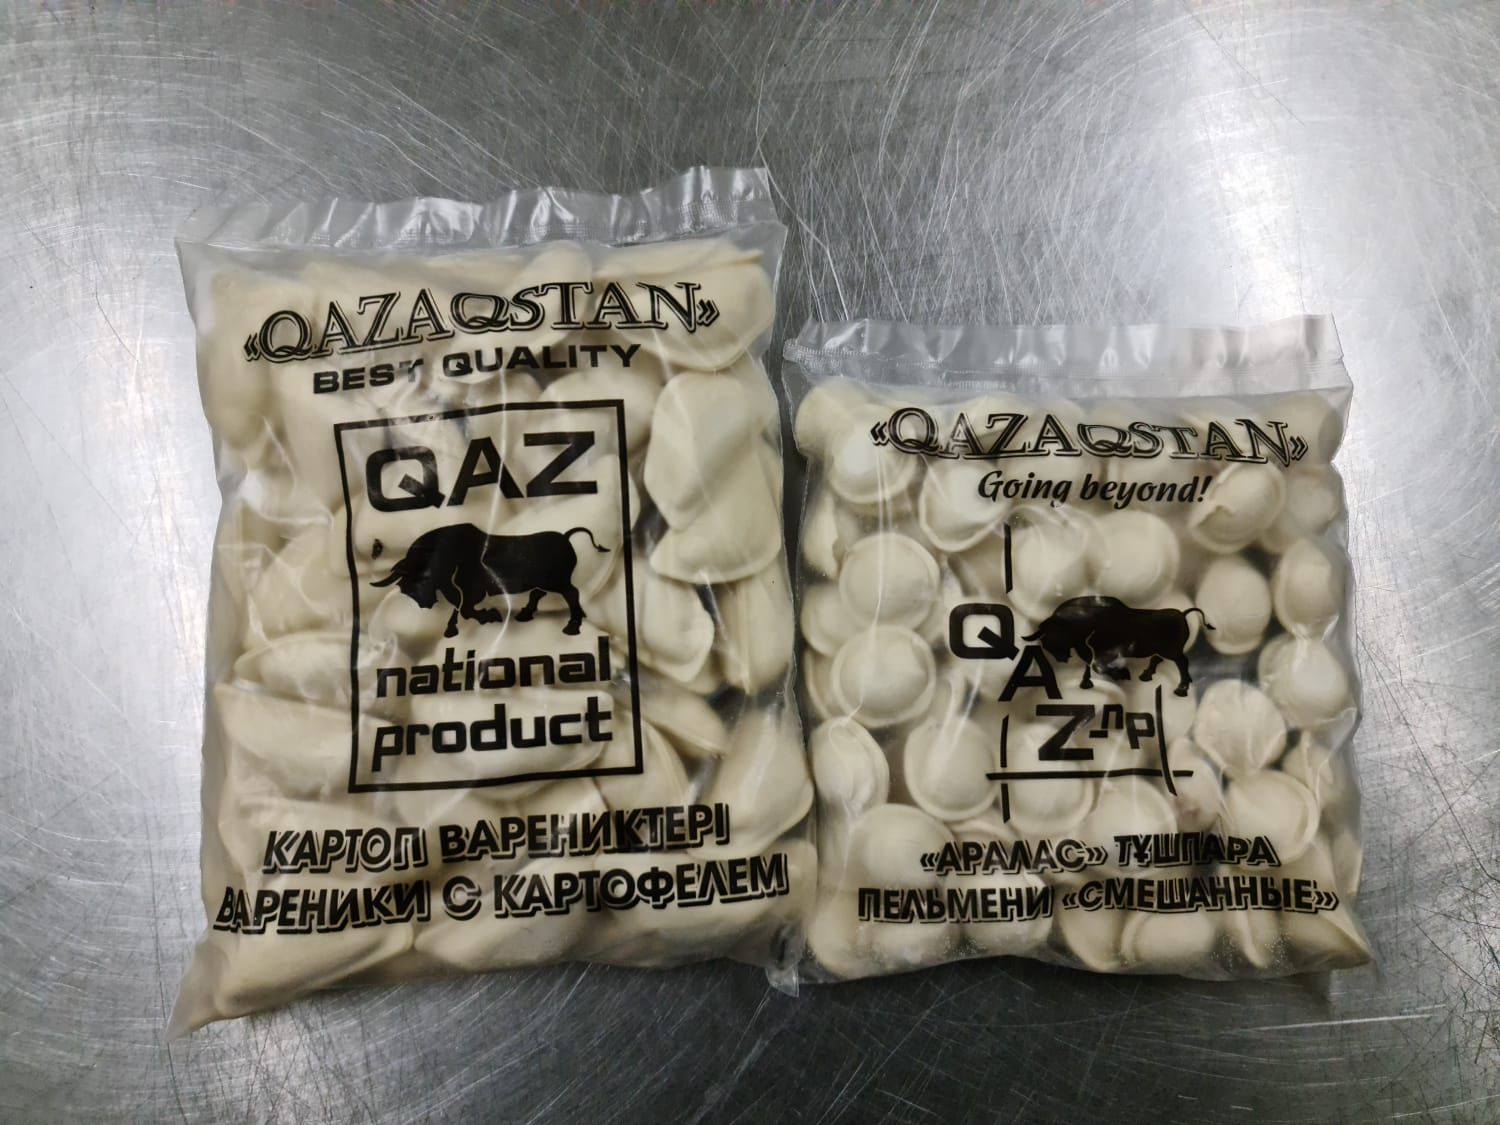 «QAZAQSTAN»
BEST QUALITY
QAZ
national
product
КАРТОП ВАРЕНИКТЕРІ
ВАРЕНИКИ С КАРТОФЕЛЕМ
«QAZAQSTAN»
Going beyond!
Q
A
Z-ПР
«АРАЛАС» ТҰШПАРА
ПЕЛЬМЕНИ «СМЕШАННЫЕ»